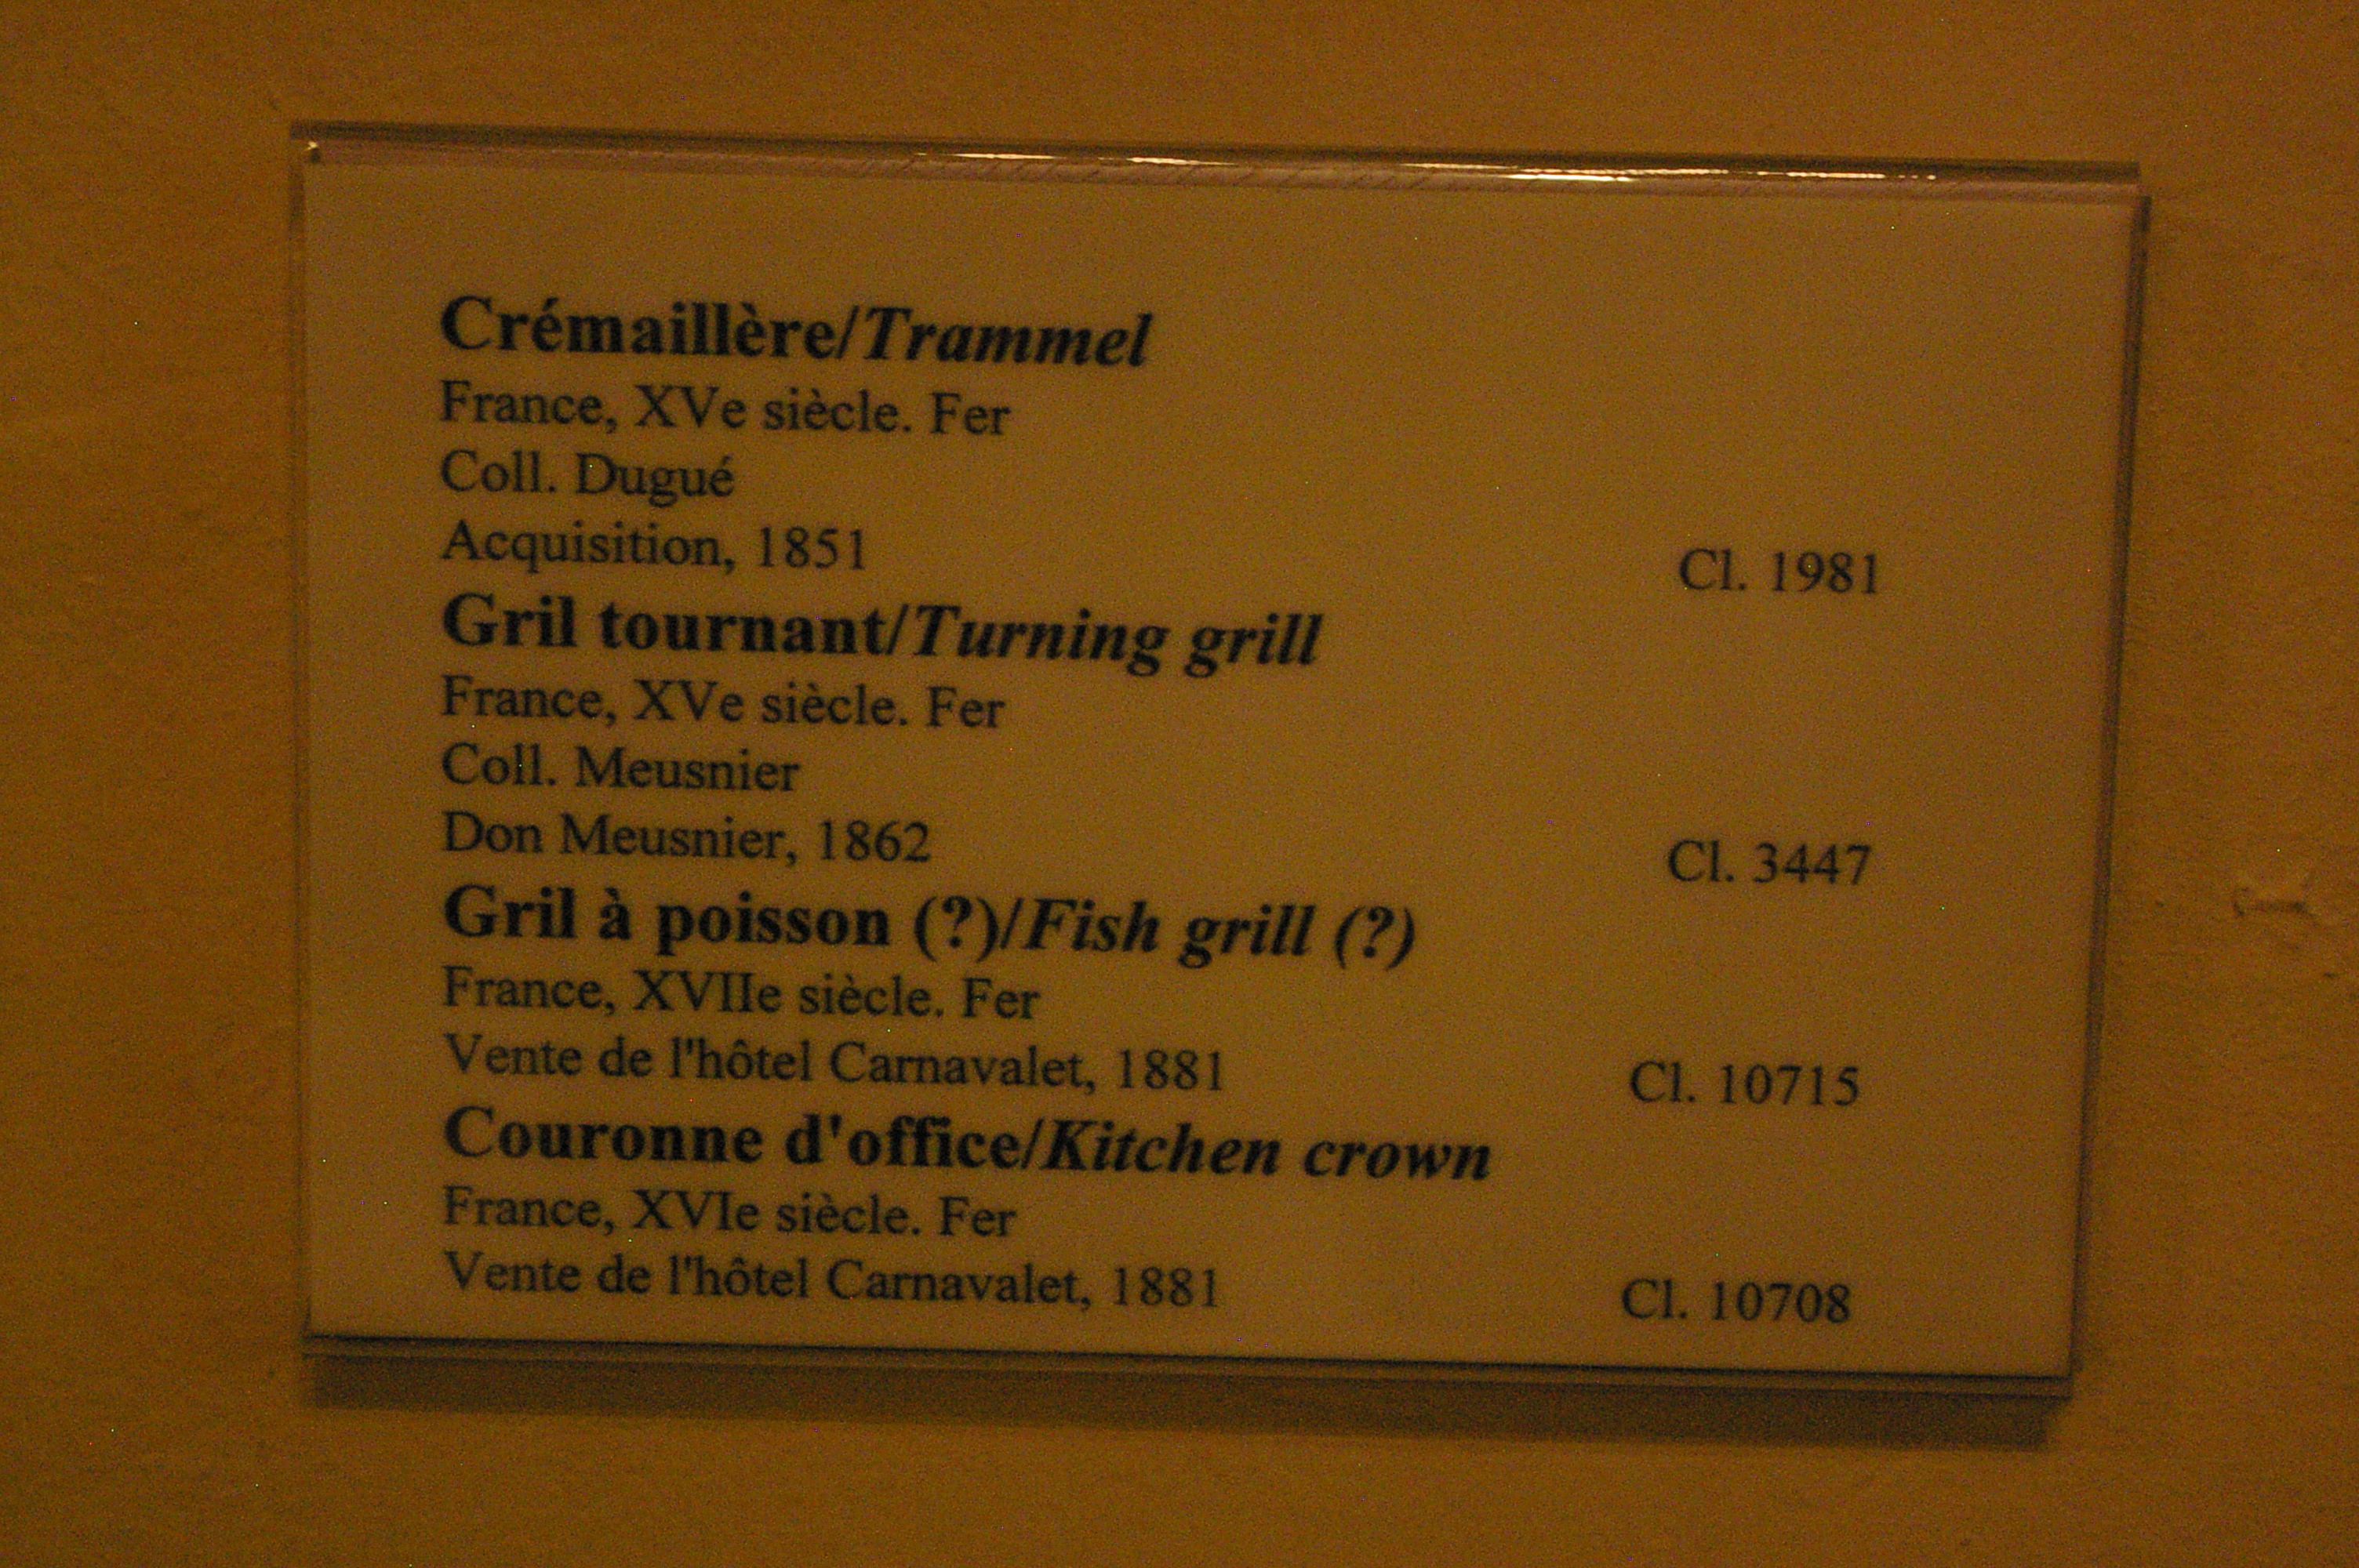 Crémaillère/Trammel
France, XVe siècle. Fer
Coll. Dugué
Acquisition, 1851 Cl. 1981
Gril tournant/Turning grill
France, XVe siècle. Fer
Coll. Meusnier
Don Meusnier, 1862 Cl. 3447
Gril à poisson (?)/Fish grill (?)
France, XVIIe siècle. Fer
Vente de l'hôtel Carnavalet, 1881 Cl. 10715
Couronne d'office/Kitchen crown
France, XVIe siècle. Fer
Vente de l'hôtel Carnavalet, 1881 Cl. 10708